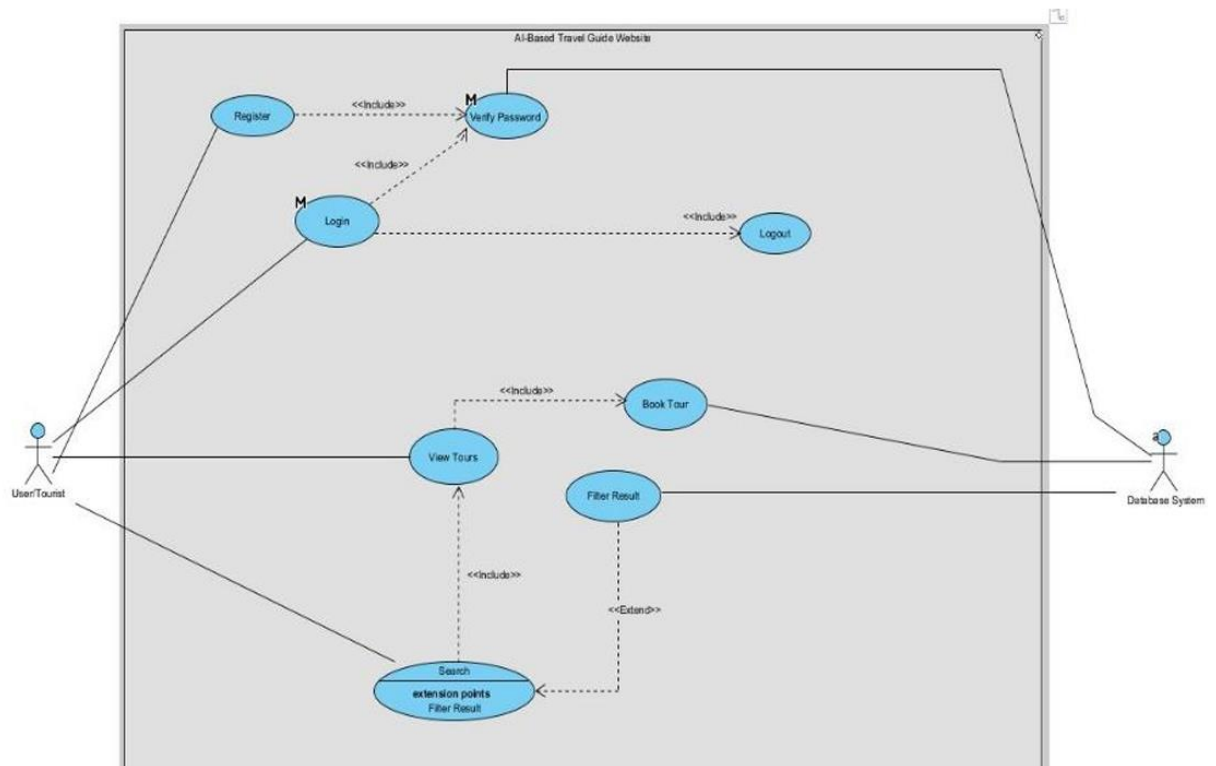 AI-Based Travel Guide Website
Register
<<Include>>
M
Verify Password
<<Include>>
M
Login
<<Include>>
Logout
<<Include>>
Book Tour
View Tours
Filter Result
User/Tourist
Database System
<<Include>>
<<Extend>>
Search
extension points
Filter Result